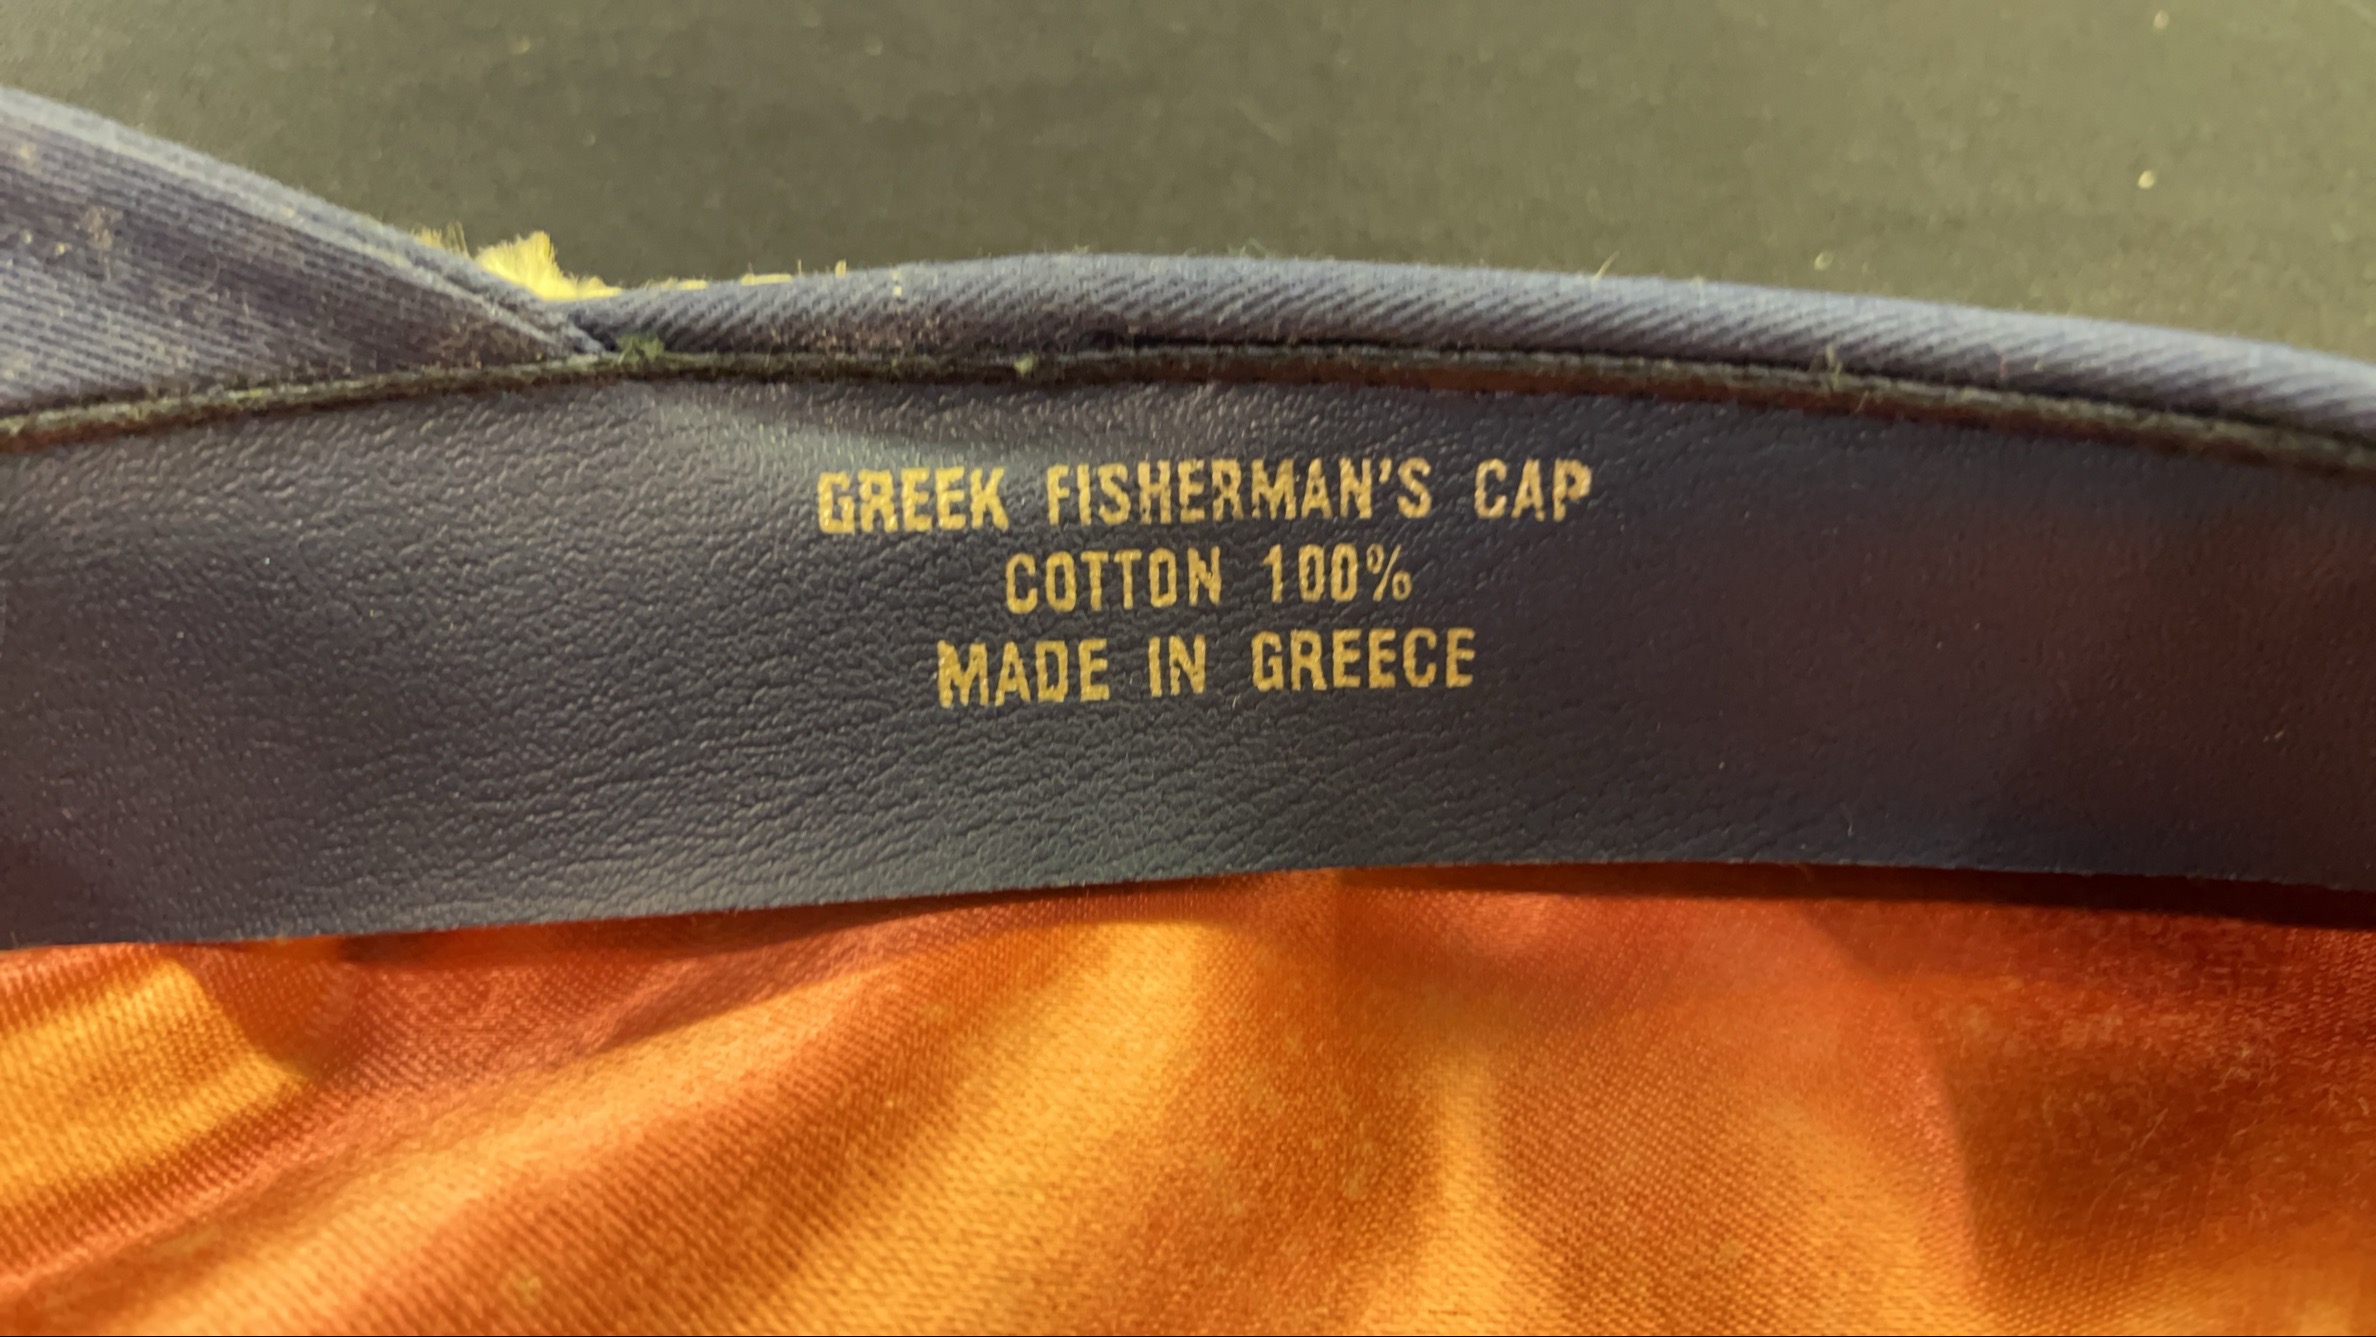 GREEK FISHERMAN'S CAP
COTTON 100%
MADE IN GREECE